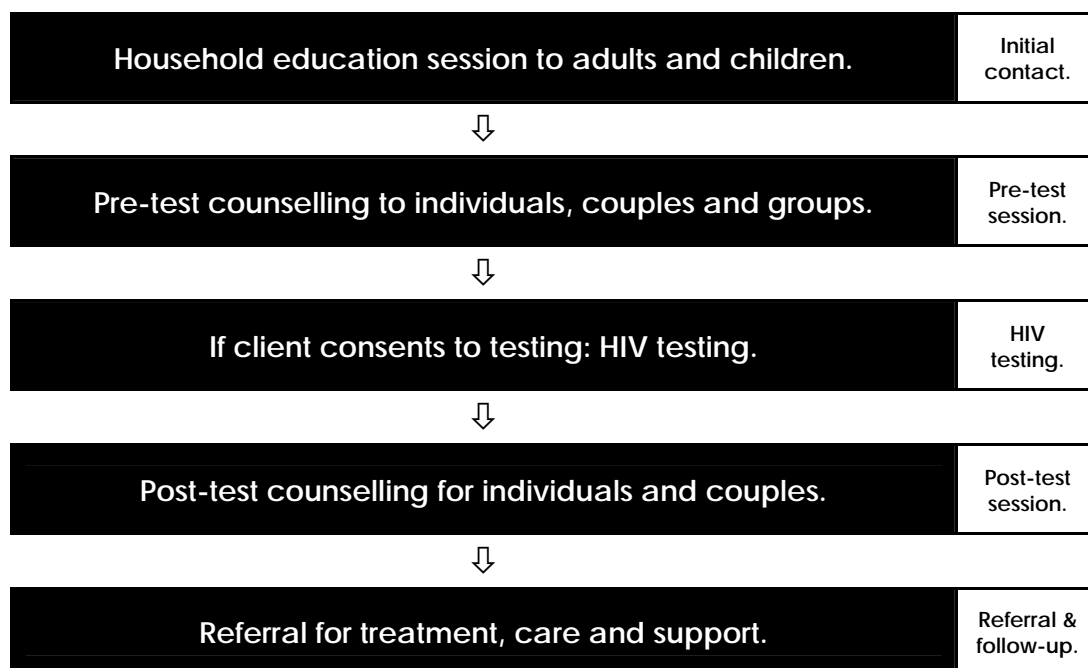 Household education session to adults and children.
Initial
contact.
⇩
Pre-test counselling to individuals, couples and groups.
Pre-test
session.
⇩
If client consents to testing: HIV testing.
HIV
testing.
⇩
Post-test counselling for individuals and couples.
Post-test
session.
⇩
Referral for treatment, care and support.
Referral &
follow-up.